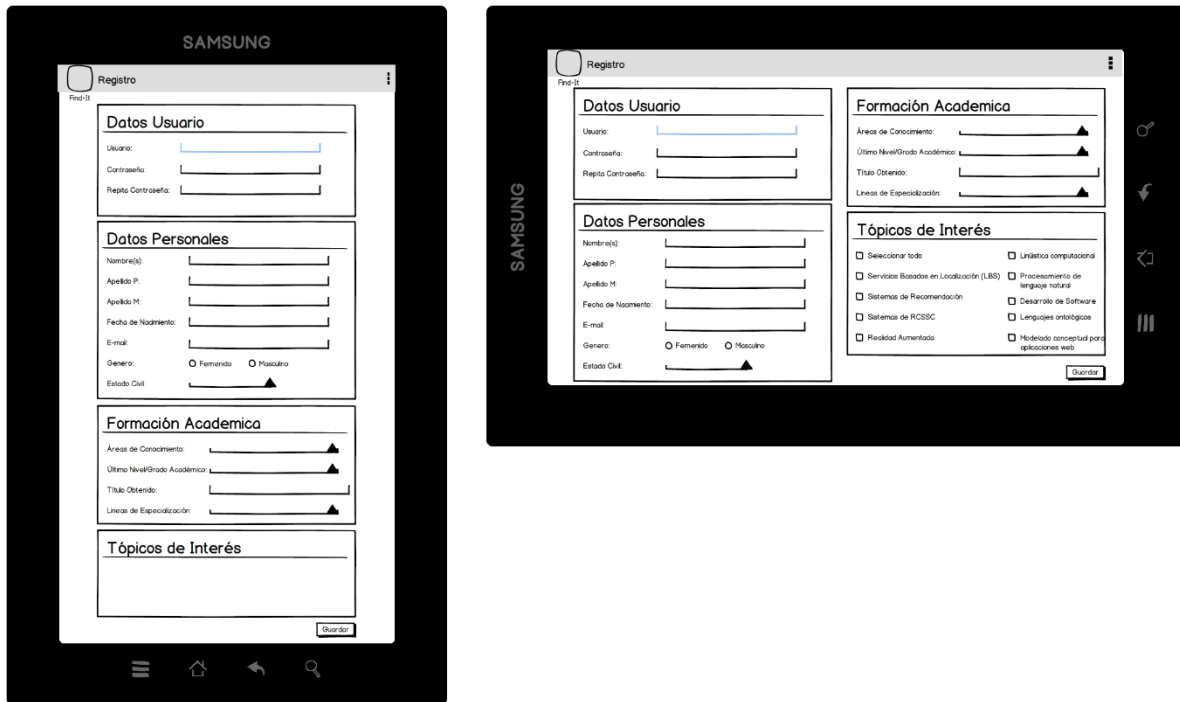 SAMSUNG
Registro
Find-It
Datos Usuario
Usuario:
Contraseña:
Repita Contraseña:
Datos Personales
Nombre(s):
Apellido P:
Apellido M:
Fecha de Nacimiento:
E-mail:
Genero: Femenido Masculino
Estado Civil:
Formación Academica
Áreas de Conocimiento:
Último Nivel/Grado Académico:
Título Obtenido:
Lineas de Especialización:
Tópicos de Interés
Guardar
SAMSUNG
Registro
Find-It
Datos Usuario
Usuario:
Contraseña:
Repita Contraseña:
Datos Personales
Nombre(s):
Apellido P:
Apellido M:
Fecha de Nacimiento:
E-mail:
Genero: Femenido Masculino
Estado Civil:
Formación Academica
Áreas de Conocimiento:
Último Nivel/Grado Académico:
Título Obtenido:
Lineas de Especialización:
Tópicos de Interés
Seleccionar todo
Servicios Basados en Localización (LBS)
Sistemas de Recomendación
Sistemas de RCSSC
Realidad Aumentada
Linüistica computacional
Procesamiento de
lenguaje natural
Desarrollo de Software
Lenguajes ontológicos
Modelado conceptual para
aplicaciones web
Guardar